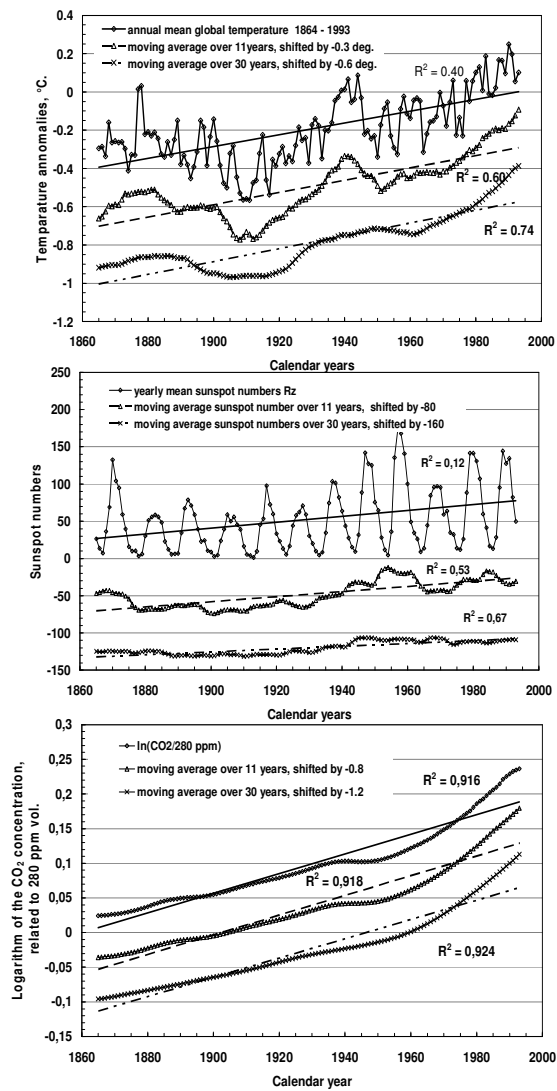 0.4
0.2
0
-0.2
-0.4
-0.6
-0.8
-1
-1.2
Temparature annomalies, °C.
annual mean global temperature 1864 - 1993
moving average over 11years, shifted by -0.3 deg.
moving average over 30 years, shifted by -0.6 deg.
R² = 0.40
R² = 0.60
R² = 0.74
1860 1880 1900 1920 1940 1960 1980 2000
Calendar years
250
200
150
100
50
0
-50
-100
-150
Sunspot numbers
yearly mean sunspot numbers Rz
moving average sunspot number over 11 years, shifted by -80
moving average sunspot numbers over 30 years, shifted by -160
R² = 0,12
R² = 0,53
R² = 0,67
1860 1880 1900 1920 1940 1960 1980 2000
Calendar years
0,3
0,25
0,2
0,15
0,1
0,05
0
-0,05
-0,1
-0,15
Logarithm of the CO₂ concentration,
related to 280 ppm vol.
ln(CO2/280 ppm)
moving average over 11 years, shifted by -0.8
moving average over 30 years, shifted by -1.2
R² = 0,916
R² = 0,918
R² = 0,924
1860 1880 1900 1920 1940 1960 1980 2000
Calendar year